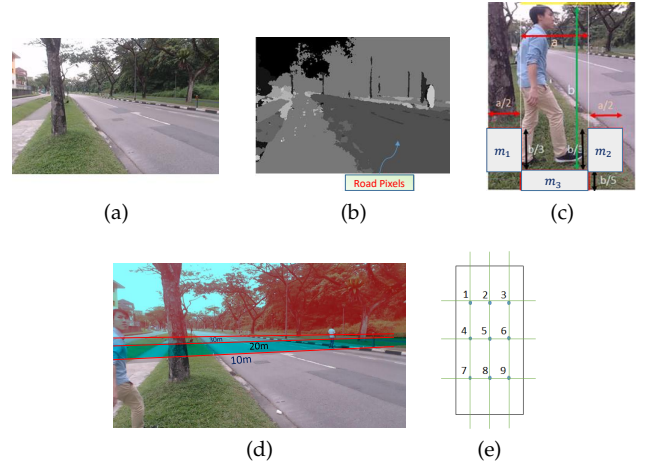 Road Pixels
(a)
(b)
a
b
a/2
a/2
b/3
b/3
m₁
m₂
m₃
b/5
(c)
30m
20m
10m
(d)
1 2 3
4 5 6
7 8 9
(e)